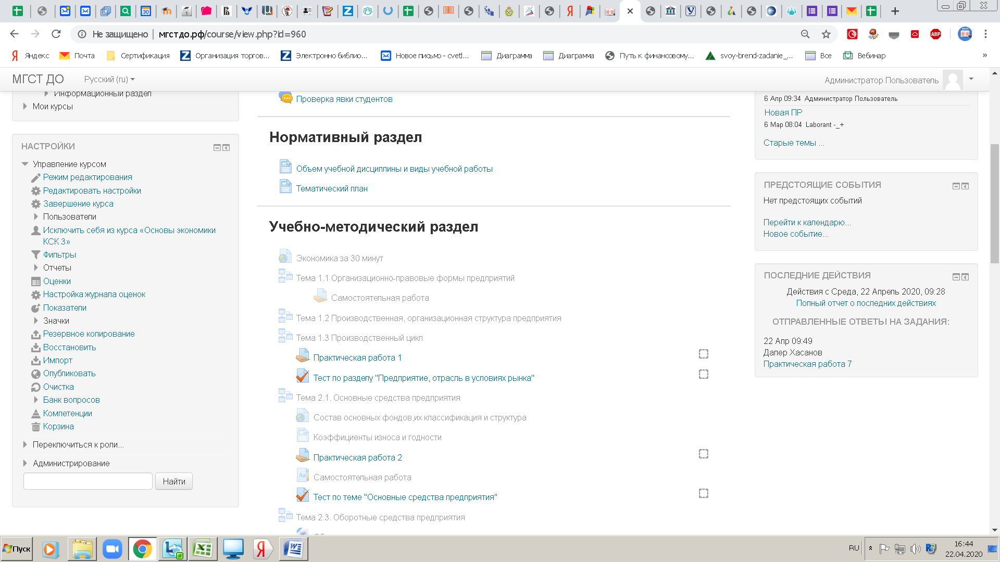 Не защищено | мгстдо.рф/course/view.php?id=960
Яндекс
Почта
Сертификация
Организация торгов...
Электронно библио...
Новое письмо - cvetl...
Диаграмма
Диаграмма
Путь к финансовому...
svoy-brend-zadanie_...
Все
Вебинар
»
МГСТ ДО
Русский (ru)
Администратор Пользователь
Информационный раздел
Мои курсы
НАСТРОЙКИ
Управление курсом
Режим редактирования
Редактировать настройки
Завершение курса
Пользователи
Исключить себя из курса «Основы экономики
КСК 3»
Фильтры
Отчеты
Оценки
Настройка журнала оценок
Показатели
Значки
Резервное копирование
Восстановить
Импорт
Опубликовать
Очистка
Банк вопросов
Компетенции
Корзина
Переключиться к роли...
Администрирование
Найти
Проверка явки студентов
Нормативный раздел
Объем учебной дисциплины и виды учебной работы
Тематический план
Учебно-методический раздел
Экономика за 30 минут
Тема 1.1 Организационно-правовые формы предприятий
Самостоятельная работа
Тема 1.2 Производственная, организационная структура предприятия
Тема 1.3 Производственный цикл
Практическая работа 1
Тест по разделу "Предприятие, отрасль в условиях рынка"
Тема 2.1. Основные средства предприятия
Состав основных фондов,их классификация и структура
Коэффициенты износа и годности
Практическая работа 2
Самостоятельная работа
Тест по теме "Основные средства предприятия"
Тема 2.3. Оборотные средства предприятия
6 Апр 09:34 Администратор Пользователь
Новая ПР
6 Мар 08:04 Laborant -_+
Старые темы ...
ПРЕДСТОЯЩИЕ СОБЫТИЯ
Нет предстоящих событий
Перейти к календарю...
Новое событие...
ПОСЛЕДНИЕ ДЕЙСТВИЯ
Действия с Среда, 22 Апрель 2020, 09:28
Полный отчет о последних действиях
ОТПРАВЛЕННЫЕ ОТВЕТЫ НА ЗАДАНИЯ:
22 Апр 09:49
Далер Хасанов
Практическая работа 7
Пуск
RU
16:44
22.04.2020